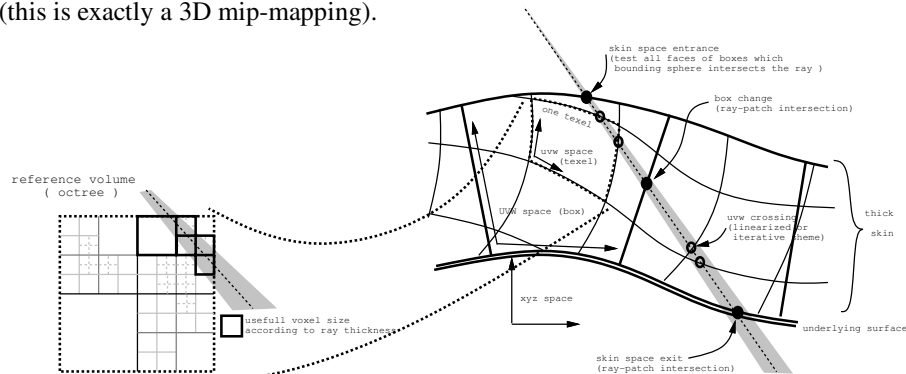 (this is exactly a 3D mip-mapping).
skin space entrance
(test all faces of boxes which
bounding sphere intersects the ray )
box change
(ray-patch intersection)
one texel
uvw space
(texel)
reference volume
( octree )
UVW space (box)
uvw crossing
(linearized or
iterative sheme)
thick
skin
xyz space
usefull voxel size
according to ray thickness
underlying surface
skin space exit
(ray-patch intersection)